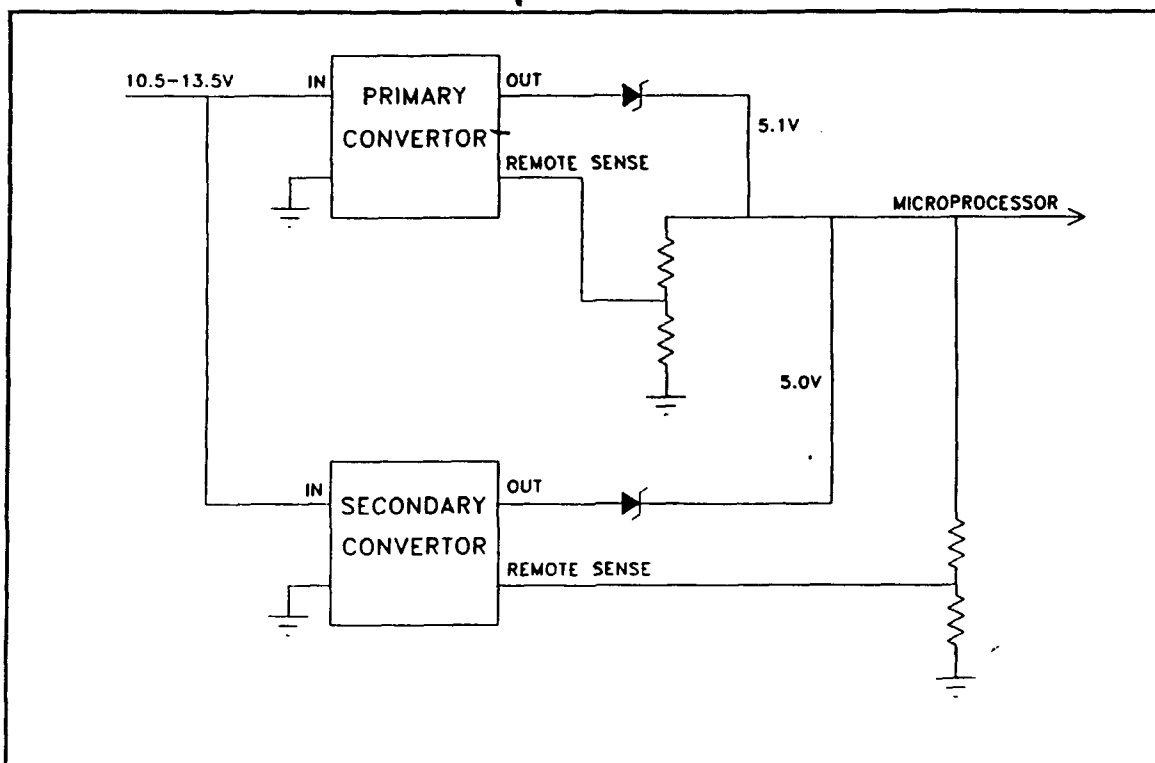 10.5-13.5V
IN
PRIMARY
CONVERTOR
OUT
REMOTE SENSE
5.1V
MICROPROCESSOR
5.0V
IN
SECONDARY
CONVERTOR
OUT
REMOTE SENSE